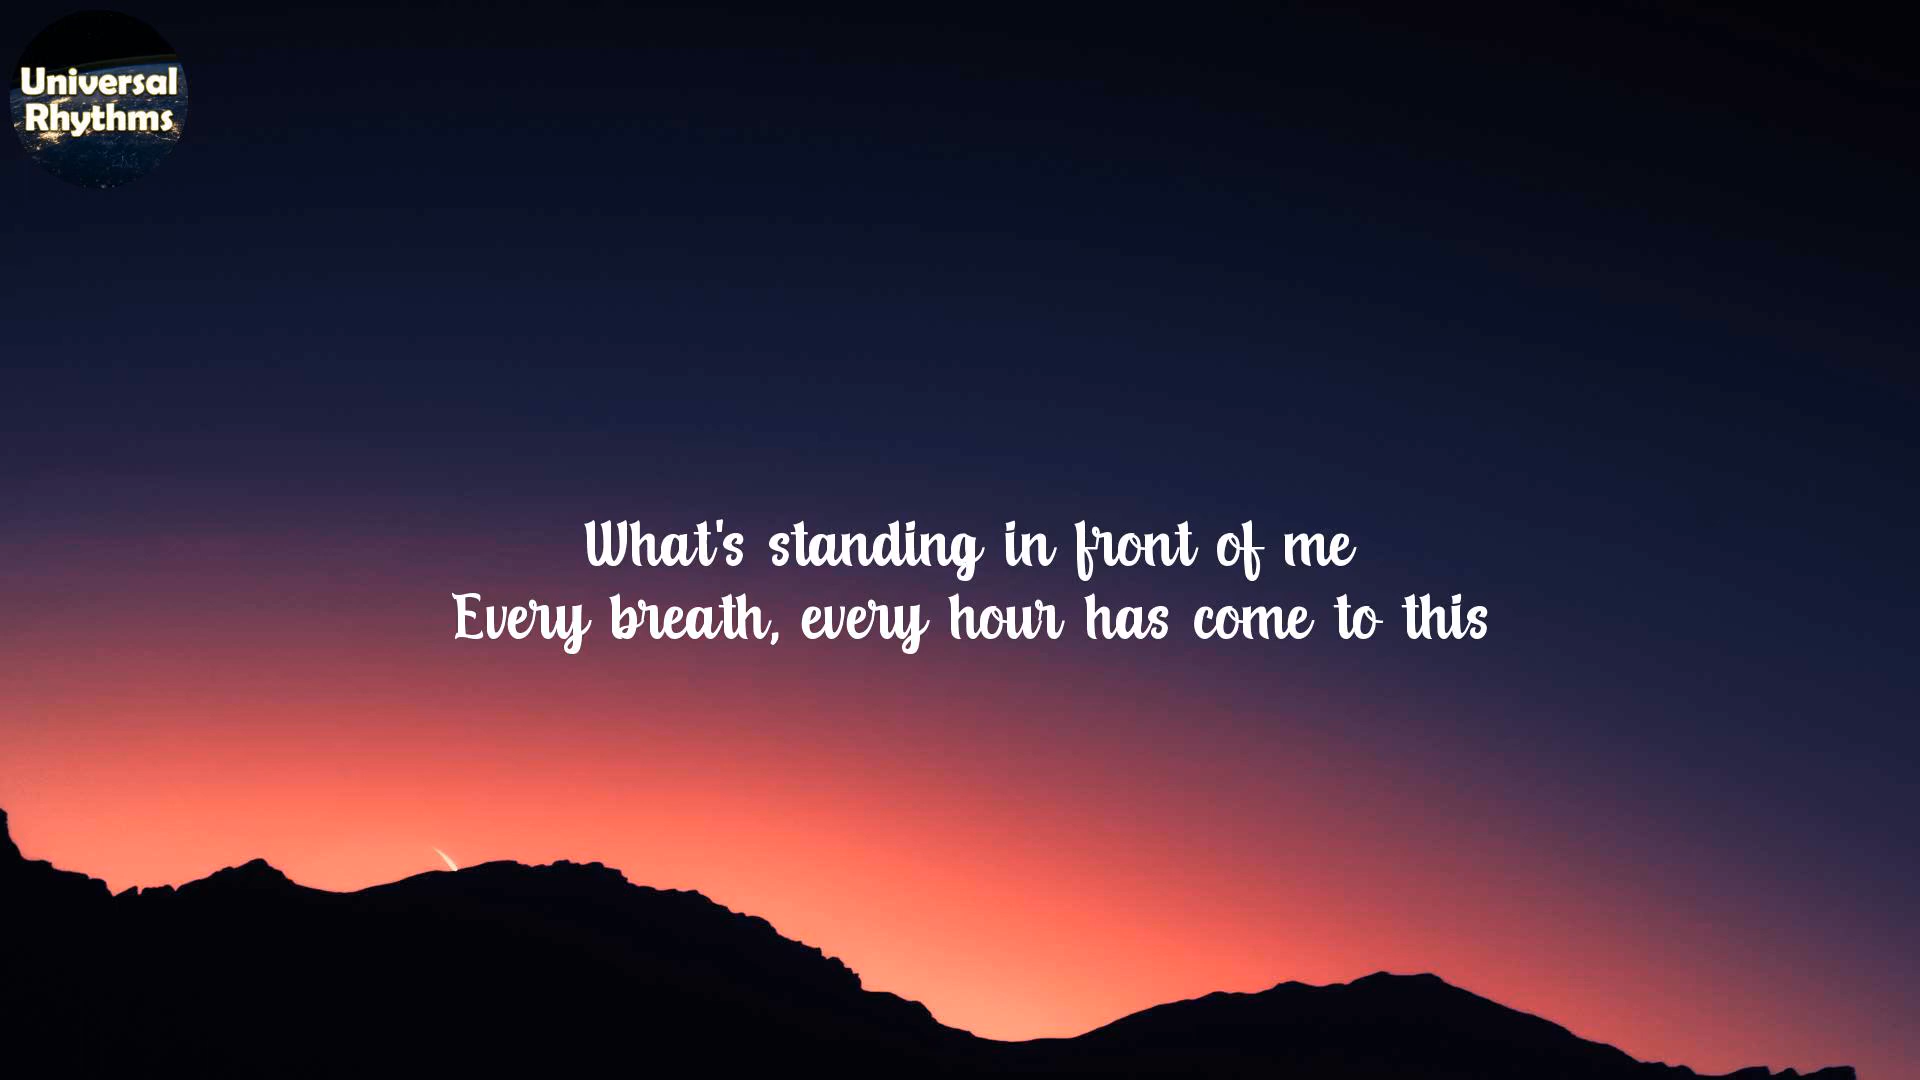 Universal
Rhythms
What's standing in front of me
Every breath, every hour has come to this